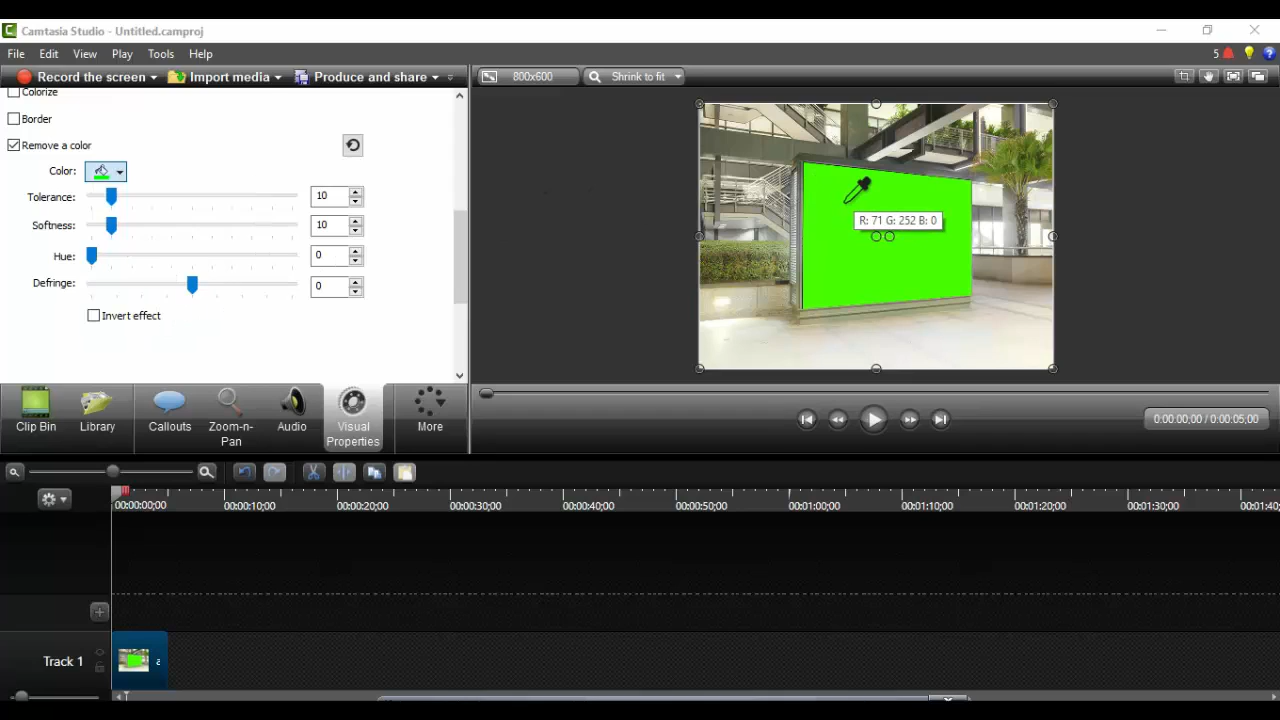 Camtasia Studio - Untitled.camproj
File Edit View Play Tools Help
5
Record the screen Import media Produce and share
800x600 Shrink to fit
Colorize
Border
Remove a color
Color:
Tolerance: 10
Softness: 10
Hue: 0
Defringe: 0
Invert effect
R: 71 G: 252 B: 0
Clip Bin Library Callouts Zoom-n-Pan Audio Visual Properties More
0:00:00;00 / 0:00:05;00
00:00:00;00 00:00:10;00 00:00:20;00 00:00:30;00 00:00:40;00 00:00:50;00 00:01:00;00 00:01:10;00 00:01:20;00 00:01:30;00 00:01:40;
Track 1